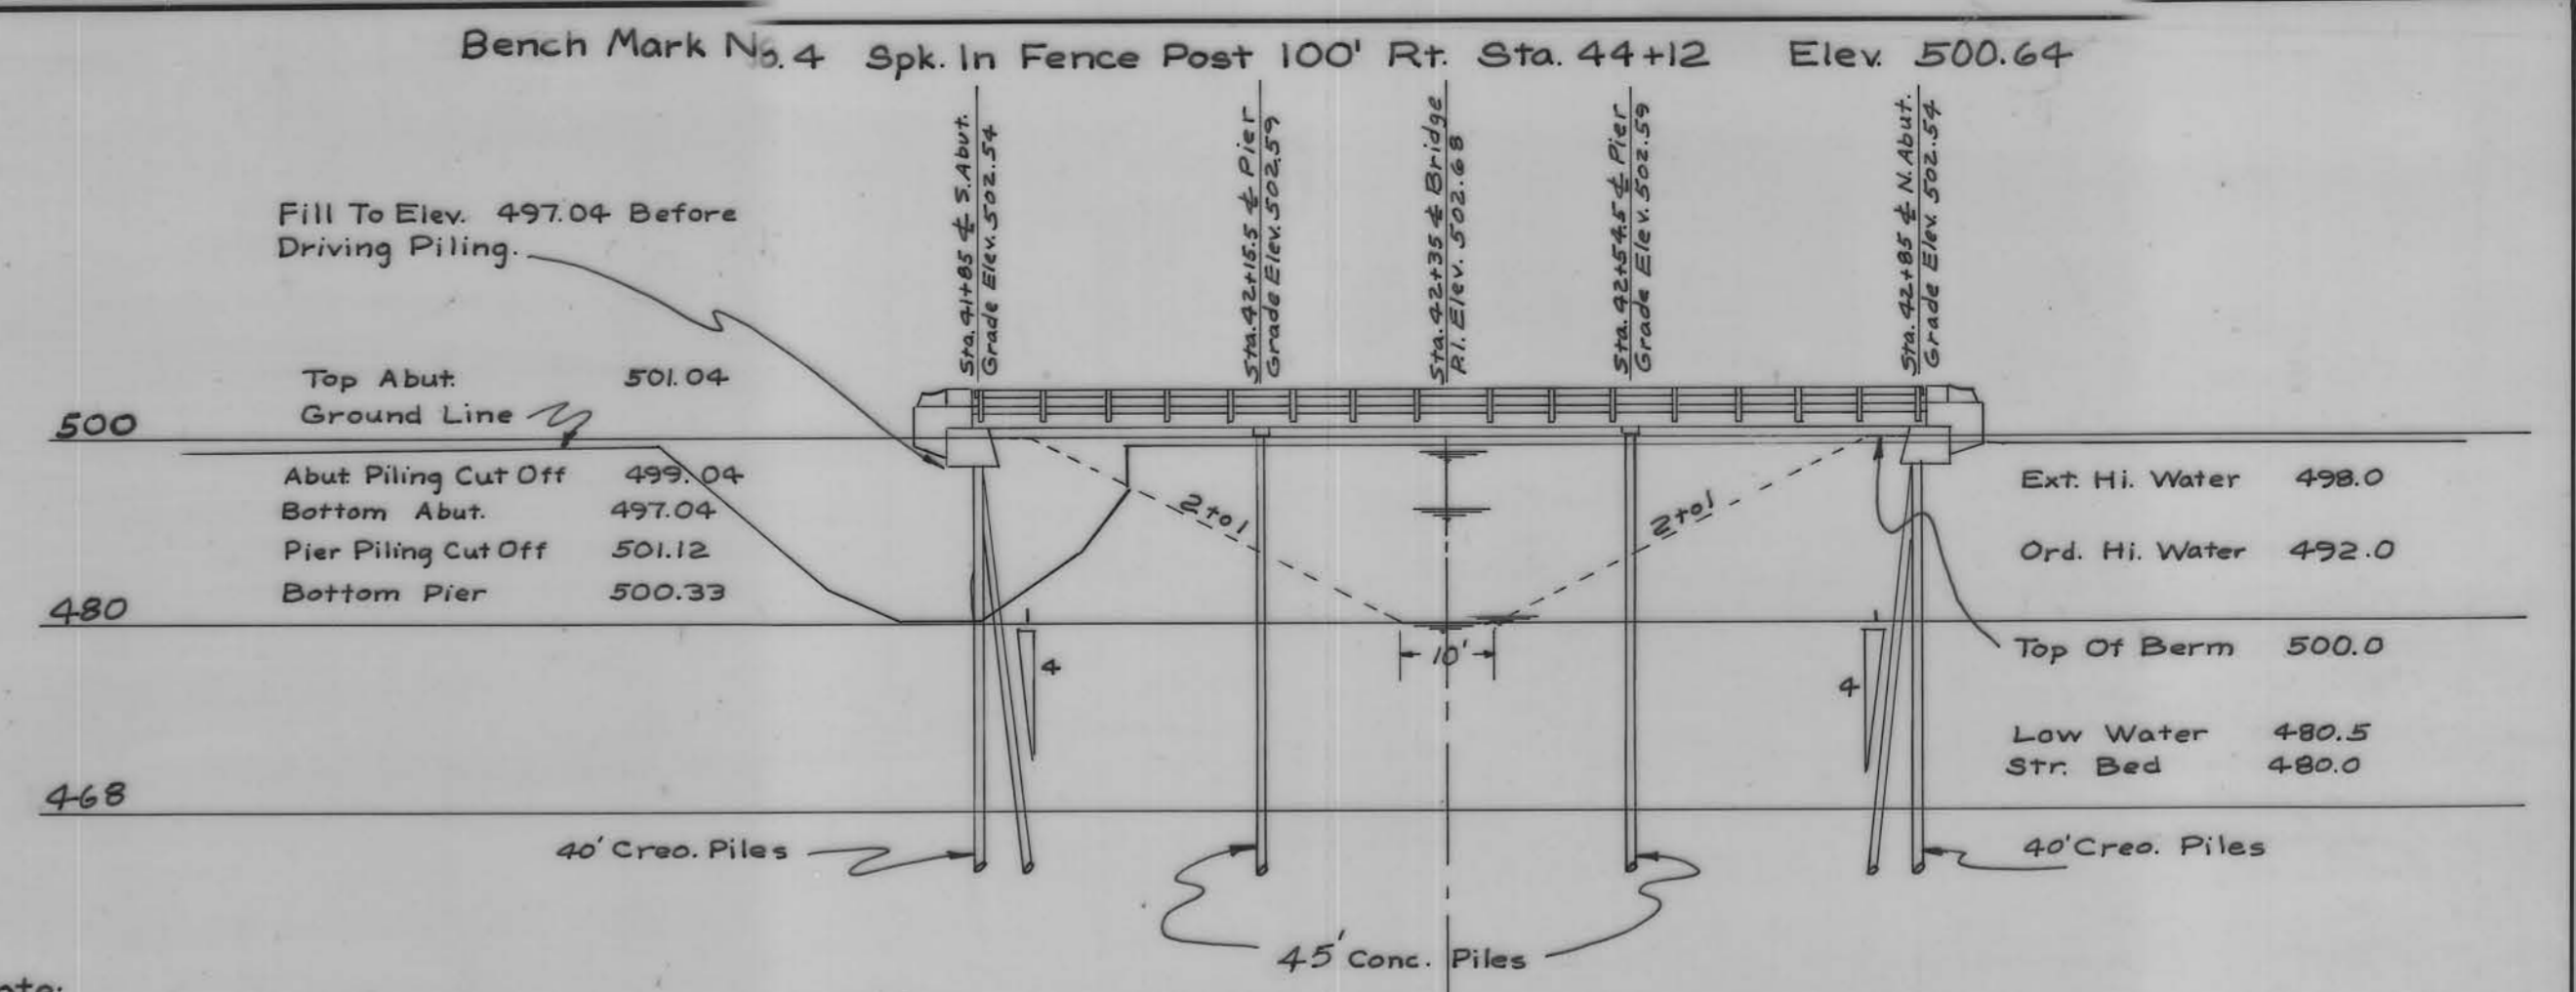 Bench Mark No. 4 Spk. In Fence Post 100' Rt. Sta. 44+12 Elev. 500.64
Sta. 41+85 ℄ S. Abut.
Grade Elev. 502.54
Sta. 42+15.5 ℄ Pier
Grade Elev. 502.59
Sta. 42+35 ℄ Bridge
P.I. Elev. 502.68
Sta. 42+54.5 ℄ Pier
Grade Elev. 502.59
Sta. 42+85 ℄ N. Abut.
Grade Elev. 502.54
Fill To Elev. 497.04 Before
Driving Piling.
Top Abut. 501.04
Ground Line
500
Abut Piling Cut Off 499.04
Bottom Abut. 497.04
Pier Piling Cut Off 501.12
Bottom Pier 500.33
480
468
2 to 1
2 to 1
10'
1
4
1
4
Ext. Hi. Water 498.0
Ord. Hi. Water 492.0
Top Of Berm 500.0
Low Water 480.5
Str. Bed 480.0
40' Creo. Piles
40' Creo. Piles
45' Conc. Piles